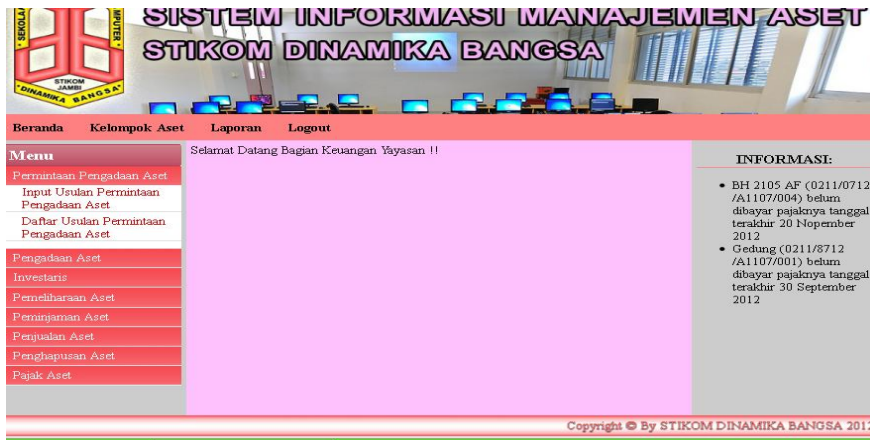 SISTEM INFORMASI MANAJEMEN ASET
STIKOM DINAMIKA BANGSA
STIKOM
JAMBI
DINAMIKA BANGSA
Beranda Kelompok Aset Laporan Logout
Menu
Permintaan Pengadaan Aset
Input Usulan Permintaan
Pengadaan Aset
Daftar Usulan Permintaan
Pengadaan Aset
Pengadaan Aset
Investaris
Pemeliharaan Aset
Peminjaman Aset
Penjualan Aset
Penghapusan Aset
Pajak Aset
Selamat Datang Bagian Keuangan Yayasan !!
INFORMASI:
• BH 2105 AF (0211/0712
/A1107/004) belum
dibayar pajaknya tanggal
terakhir 20 Nopember
2012
• Gedung (0211/8712
/A1107/001) belum
dibayar pajaknya tanggal
terakhir 30 September
2012
Copyright © By STIKOM DINAMIKA BANGSA 2012